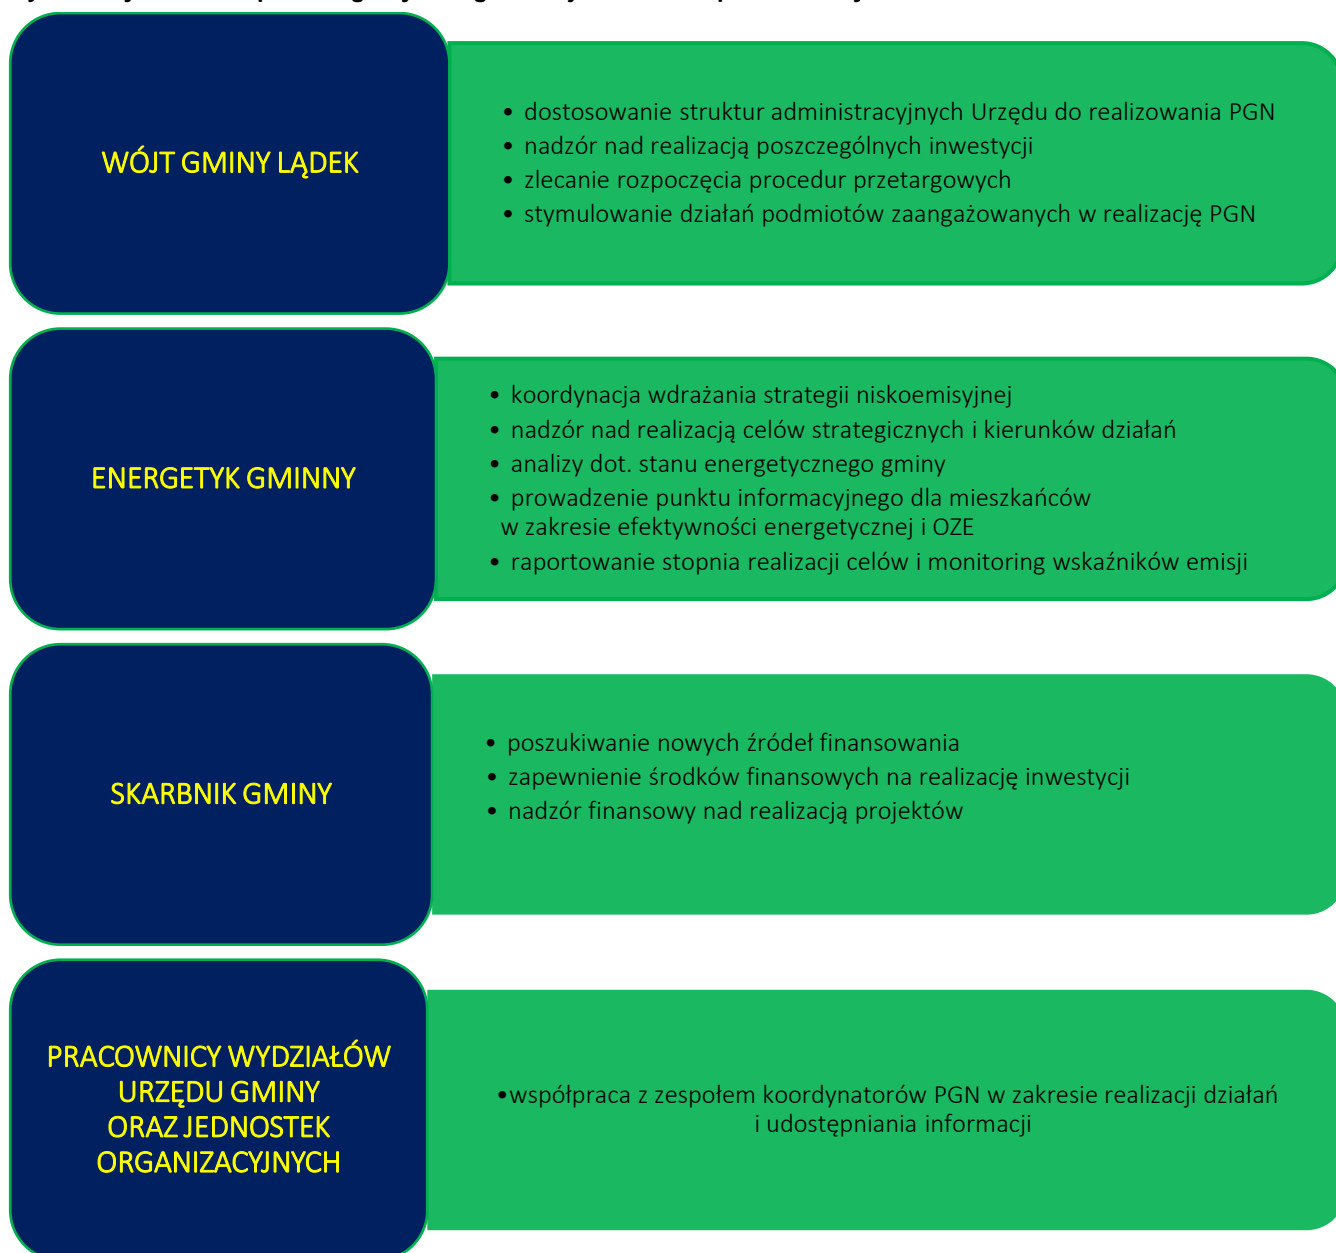 WÓJT GMINY LĄDEK
• dostosowanie struktur administracyjnych Urzędu do realizowania PGN
• nadzór nad realizacją poszczególnych inwestycji
• zlecanie rozpoczęcia procedur przetargowych
• stymulowanie działań podmiotów zaangażowanych w realizację PGN
ENERGETYK GMINNY
• koordynacja wdrażania strategii niskoemisyjnej
• nadzór nad realizacją celów strategicznych i kierunków działań
• analizy dot. stanu energetycznego gminy
• prowadzenie punktu informacyjnego dla mieszkańców
w zakresie efektywności energetycznej i OZE
• raportowanie stopnia realizacji celów i monitoring wskaźników emisji
SKARBNIK GMINY
• poszukiwanie nowych źródeł finansowania
• zapewnienie środków finansowych na realizację inwestycji
• nadzór finansowy nad realizacją projektów
PRACOWNICY WYDZIAŁÓW
URZĘDU GMINY
ORAZ JEDNOSTEK
ORGANIZACYJNYCH
•współpraca z zespołem koordynatorów PGN w zakresie realizacji działań
i udostępniania informacji